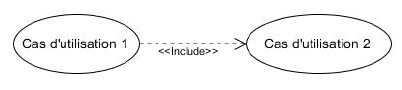 Cas d'utilisation 1
<<Include>>
Cas d'utilisation 2